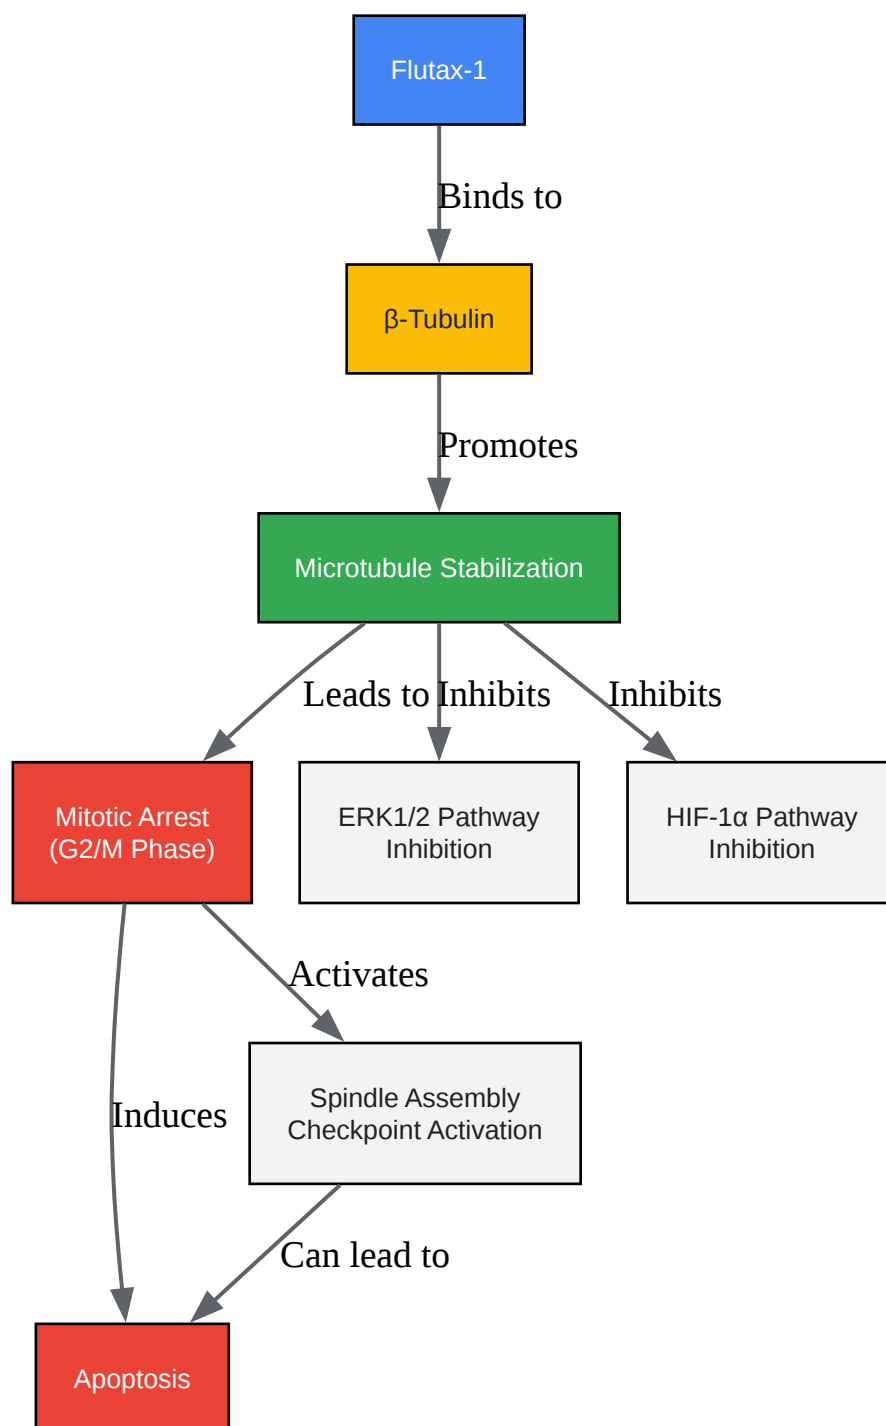 Flutax-1
Binds to
β-Tubulin
Promotes
Microtubule Stabilization
Leads to
Inhibits
Inhibits
Mitotic Arrest
(G2/M Phase)
ERK1/2 Pathway
Inhibition
HIF-1α Pathway
Inhibition
Activates
Spindle Assembly
Checkpoint Activation
Induces
Can lead to
Apoptosis